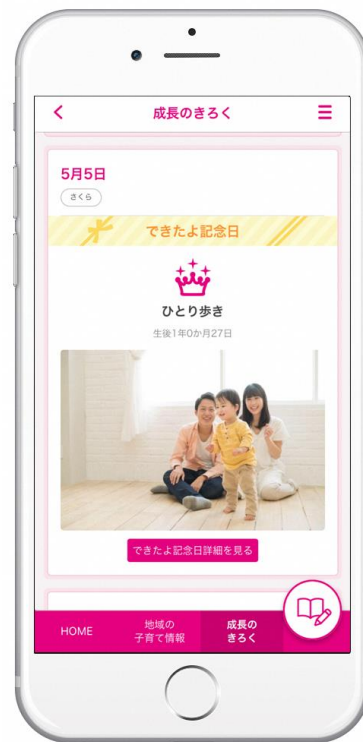 成長のきろく
5月5日
さくら
できたよ記念日
ひとり歩き
生後1年0か月27日
できたよ記念日詳細を見る
HOME
地域の
子育て情報
成長の
きろく